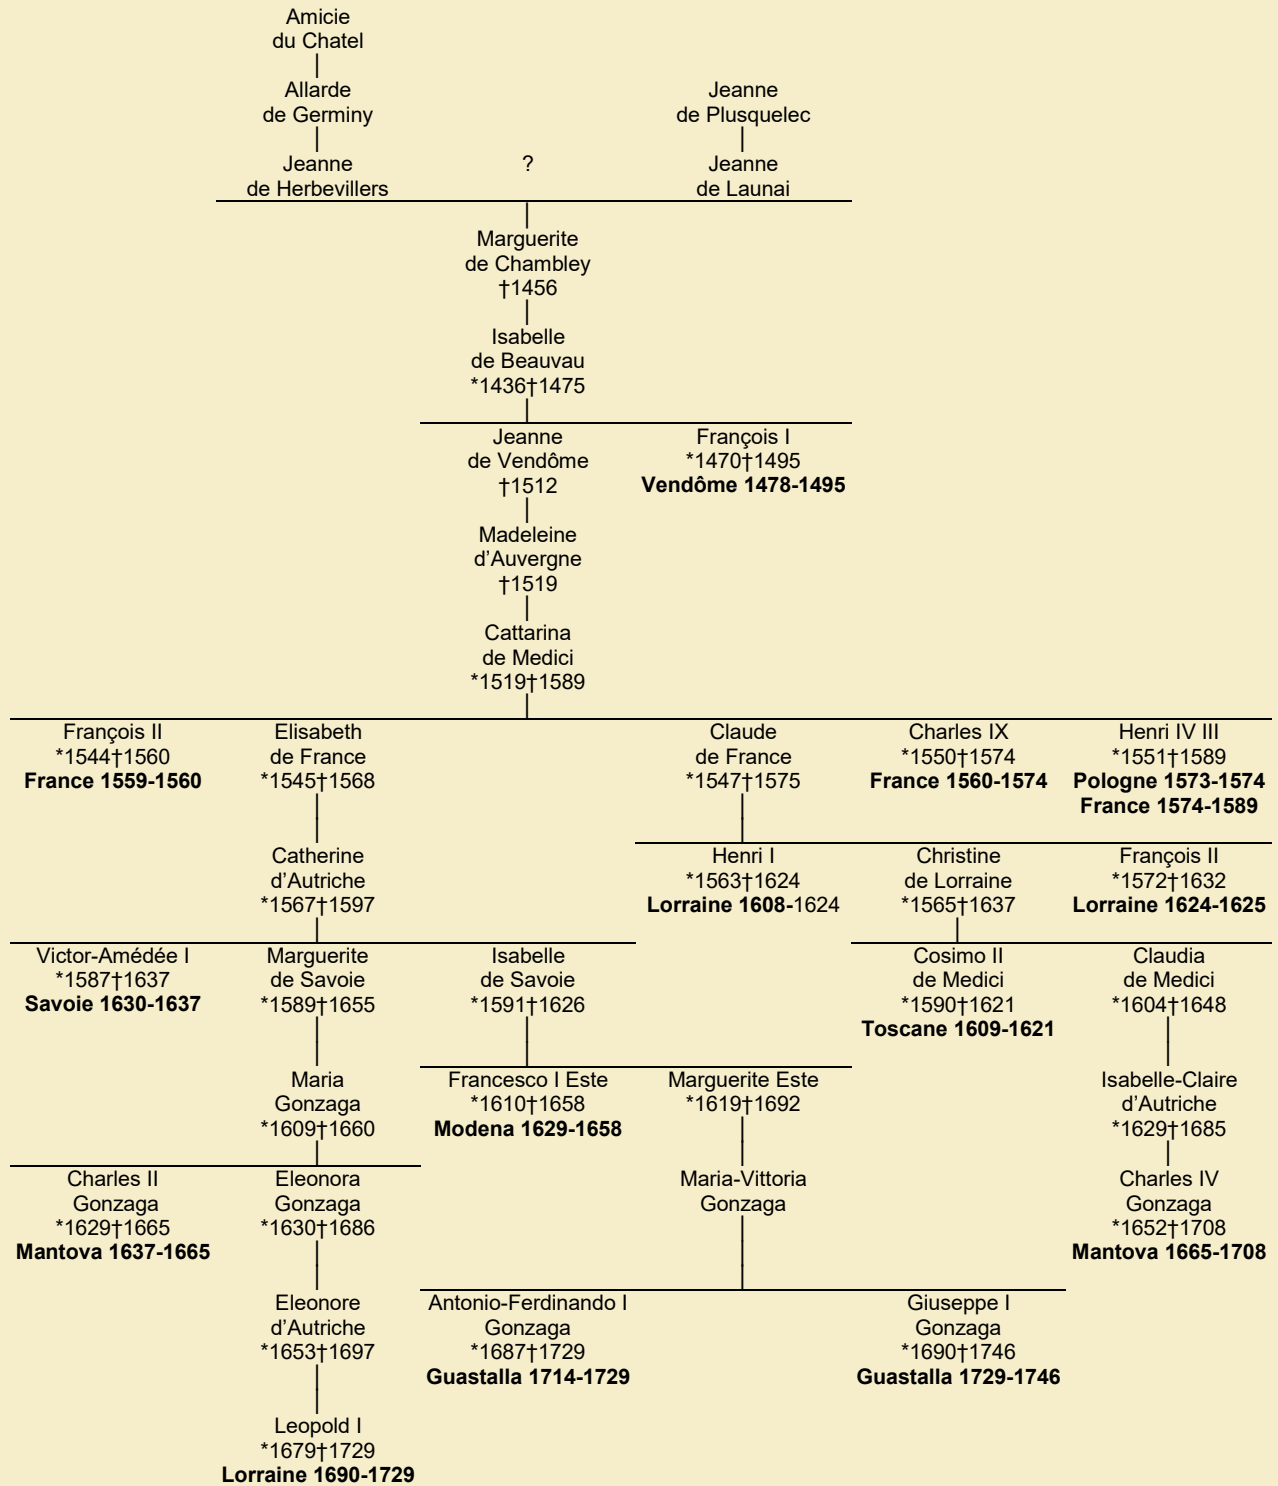 Amicie
du Chatel
Allarde
de Germiny
Jeanne
de Plusquelec
Jeanne
de Herbevillers
?
Jeanne
de Launai
Marguerite
de Chambley
†1456
Isabelle
de Beauvau
*1436†1475
Jeanne
de Vendôme
†1512
François I
*1470†1495
Vendôme 1478-1495
Madeleine
d’Auvergne
†1519
Cattarina
de Medici
*1519†1589
François II
*1544†1560
France 1559-1560
Elisabeth
de France
*1545†1568
Claude
de France
*1547†1575
Charles IX
*1550†1574
France 1560-1574
Henri IV III
*1551†1589
Pologne 1573-1574
France 1574-1589
Catherine
d’Autriche
*1567†1597
Henri I
*1563†1624
Lorraine 1608-1624
Christine
de Lorraine
*1565†1637
François II
*1572†1632
Lorraine 1624-1625
Victor-Amédée I
*1587†1637
Savoie 1630-1637
Marguerite
de Savoie
*1589†1655
Isabelle
de Savoie
*1591†1626
Cosimo II
de Medici
*1590†1621
Toscane 1609-1621
Claudia
de Medici
*1604†1648
Maria
Gonzaga
*1609†1660
Francesco I Este
*1610†1658
Modena 1629-1658
Marguerite Este
*1619†1692
Isabelle-Claire
d’Autriche
*1629†1685
Charles II
Gonzaga
*1629†1665
Mantova 1637-1665
Eleonora
Gonzaga
*1630†1686
Maria-Vittoria
Gonzaga
Charles IV
Gonzaga
*1652†1708
Mantova 1665-1708
Eleonore
d’Autriche
*1653†1697
Antonio-Ferdinando I
Gonzaga
*1687†1729
Guastalla 1714-1729
Giuseppe I
Gonzaga
*1690†1746
Guastalla 1729-1746
Leopold I
*1679†1729
Lorraine 1690-1729